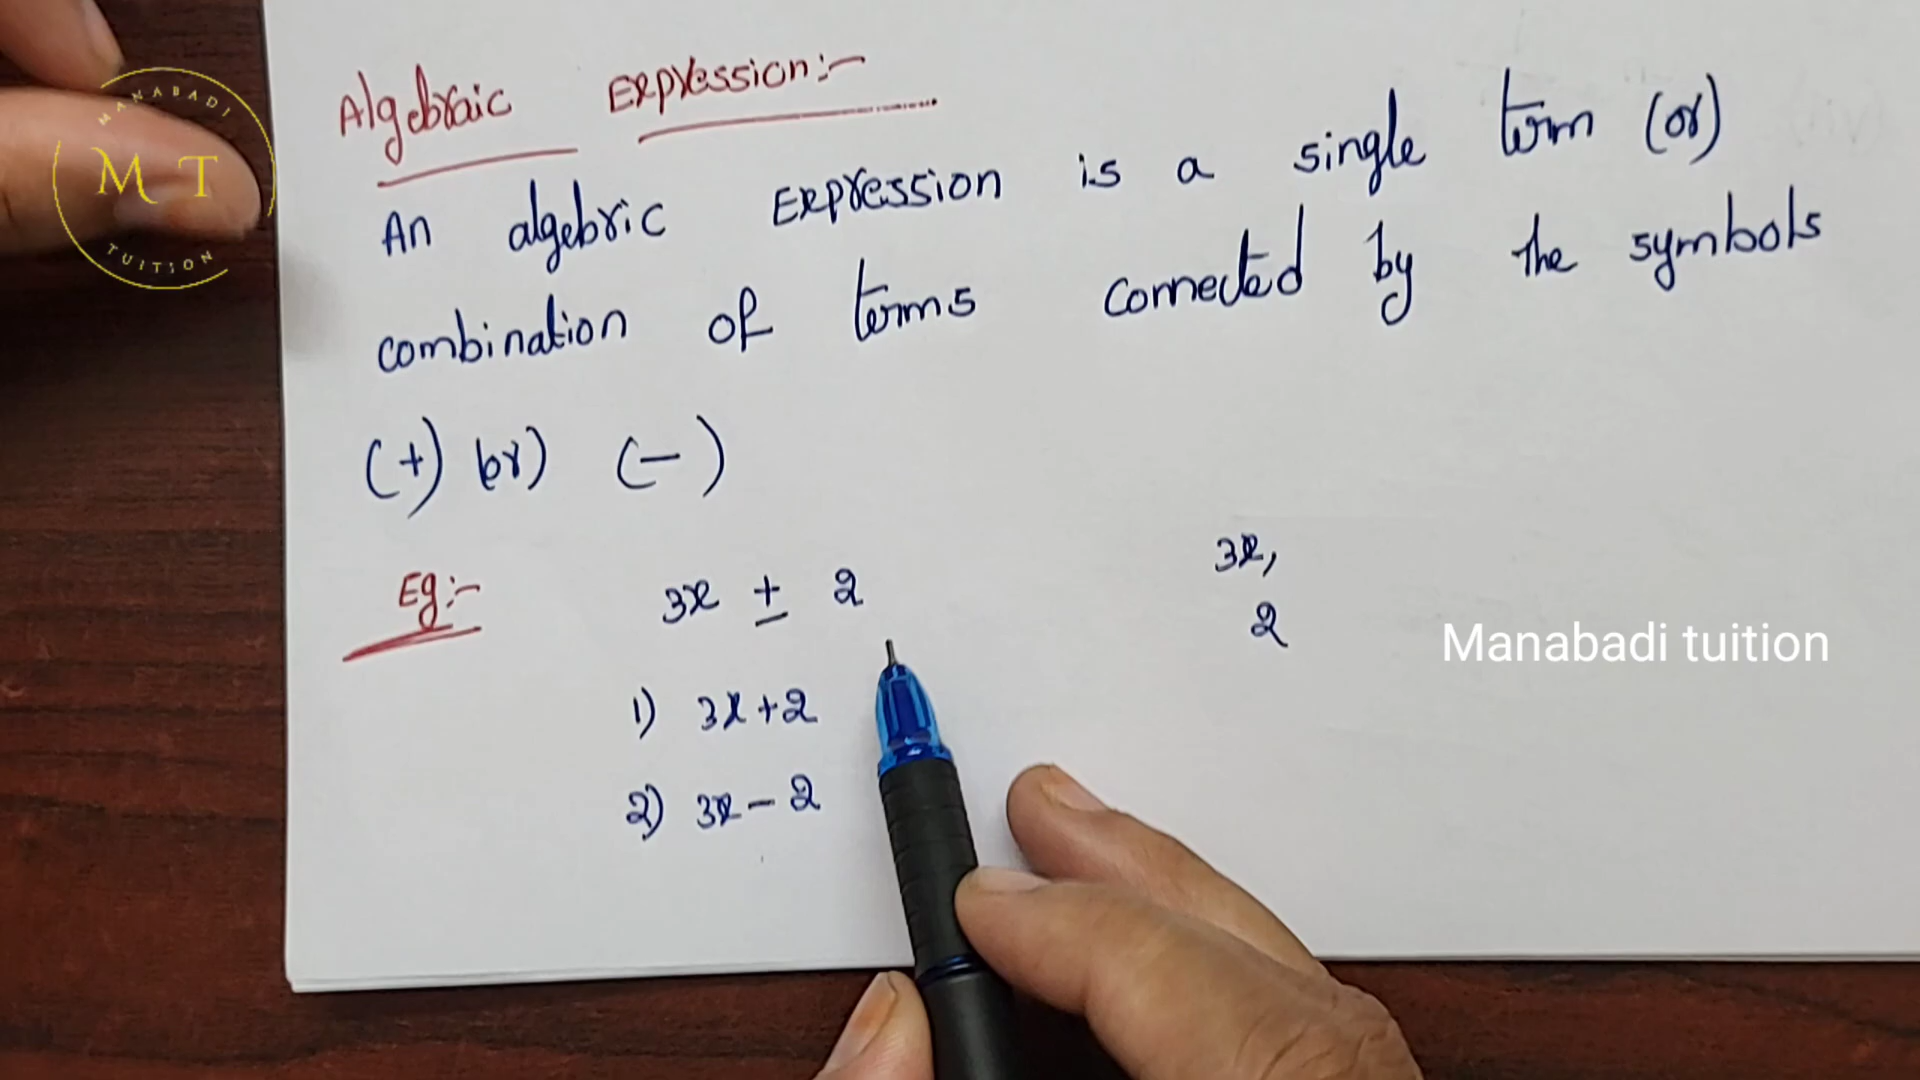 Algebraic Expression:-
An algebric Expression is a single term (or)
combination of terms connected by the symbols
(+) or) (-)
Eg:- 3x ± 2
3x,
2
1) 3x+2
2) 3x-2
MANABADI
MT
TUITION
Manabadi tuition